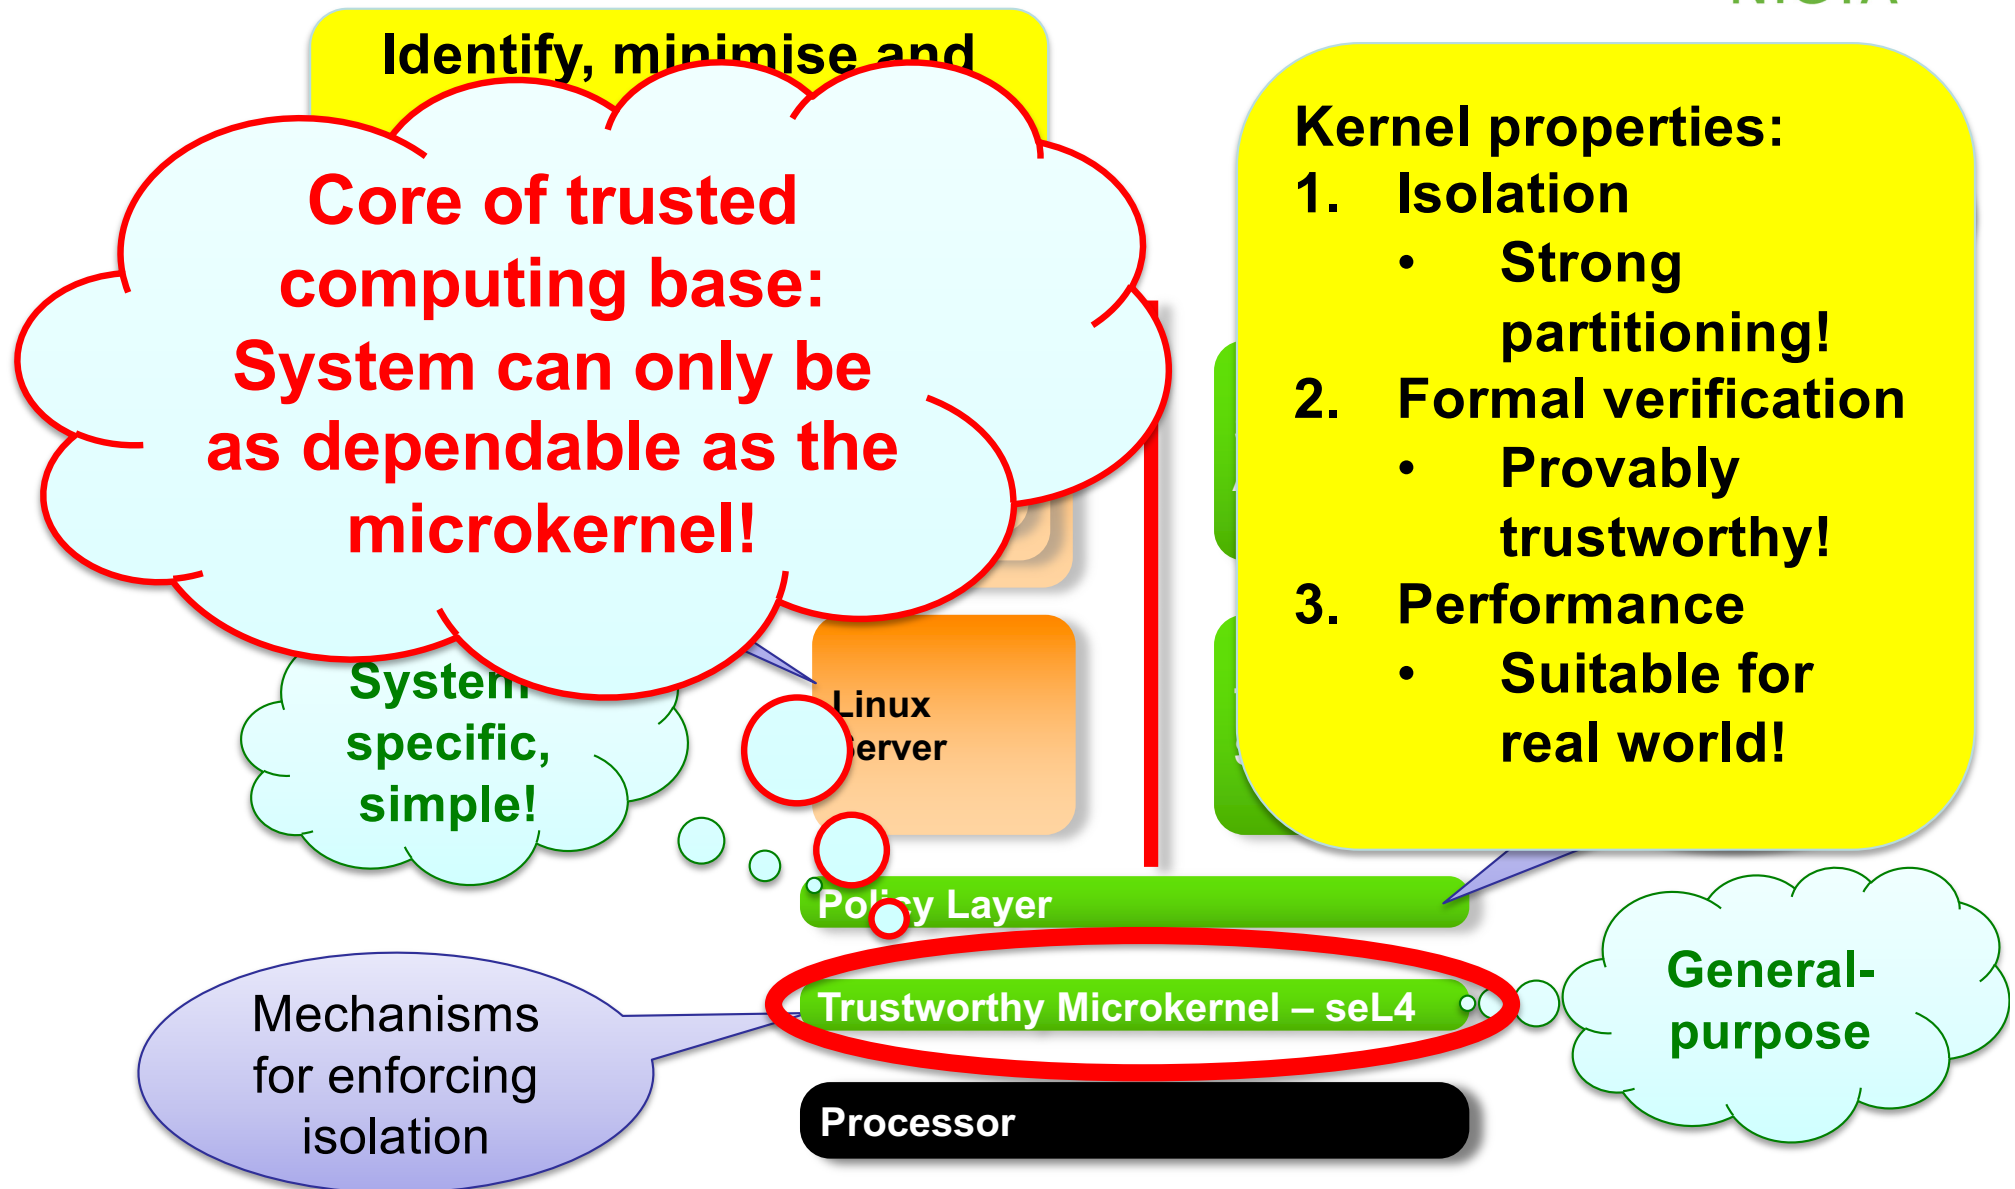 Identify, minimise and
Core of trusted
computing base:
System can only be
as dependable as the
microkernel!
Kernel properties:
1. Isolation
• Strong
partitioning!
2. Formal verification
• Provably
trustworthy!
3. Performance
• Suitable for
real world!
System
specific,
simple!
Linux
Server
Policy Layer
Trustworthy Microkernel – seL4
Processor
Mechanisms
for enforcing
isolation
General-
purpose